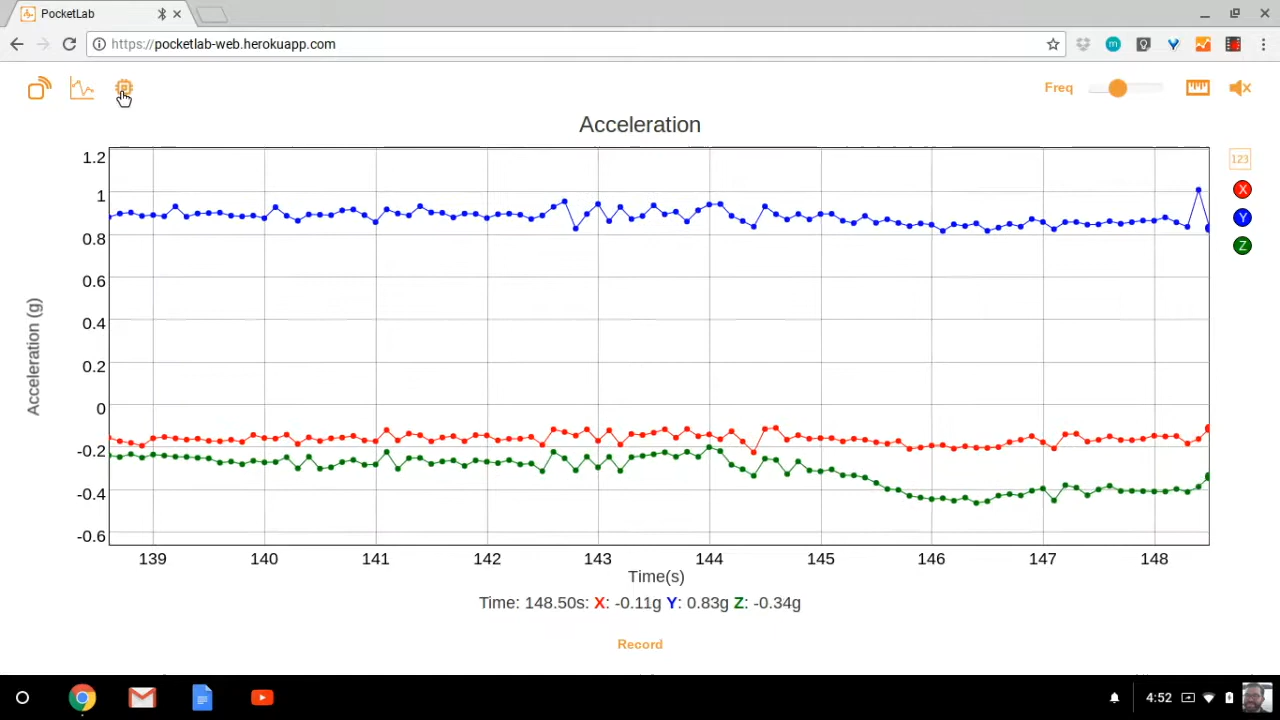 PocketLab
https://pocketlab-web.herokuapp.com
m
Freq
Acceleration
123
X
Y
Z
1.2
1
0.8
0.6
0.4
0.2
0
-0.2
-0.4
-0.6
Acceleration (g)
139 140 141 142 143 144 145 146 147 148
Time(s)
Time: 148.50s: X: -0.11g Y: 0.83g Z: -0.34g
Record
4:52